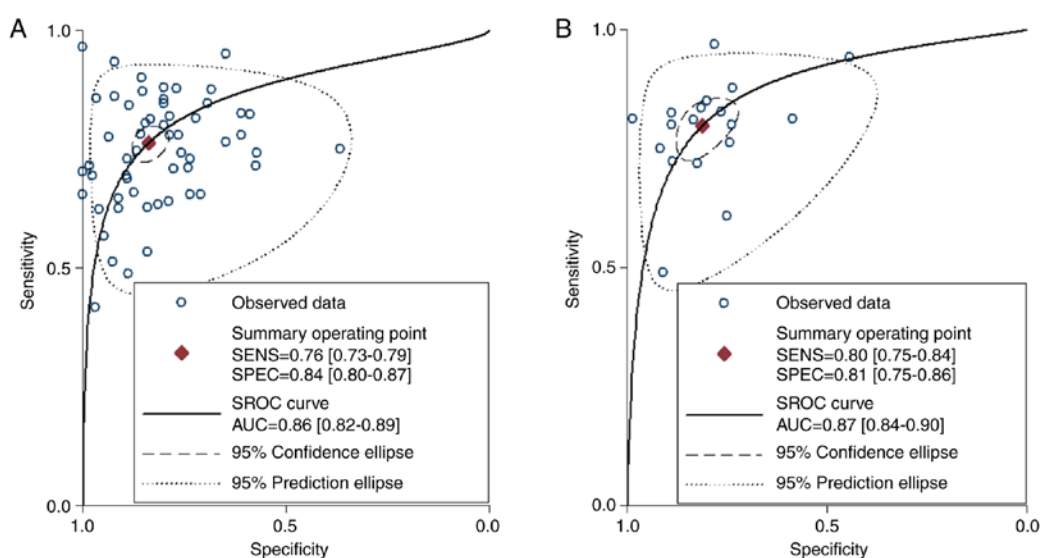 A
1.0
0.5
0.0
Sensitivity
1.0
0.5
0.0
Specificity
Observed data
Summary operating point
SENS=0.76 [0.73-0.79]
SPEC=0.84 [0.80-0.87]
SROC curve
AUC=0.86 [0.82-0.89]
95% Confidence ellipse
95% Prediction ellipse
B
1.0
0.5
0.0
Sensitivity
1.0
0.5
0.0
Specificity
Observed data
Summary operating point
SENS=0.80 [0.75-0.84]
SPEC=0.81 [0.75-0.86]
SROC curve
AUC=0.87 [0.84-0.90]
95% Confidence ellipse
95% Prediction ellipse